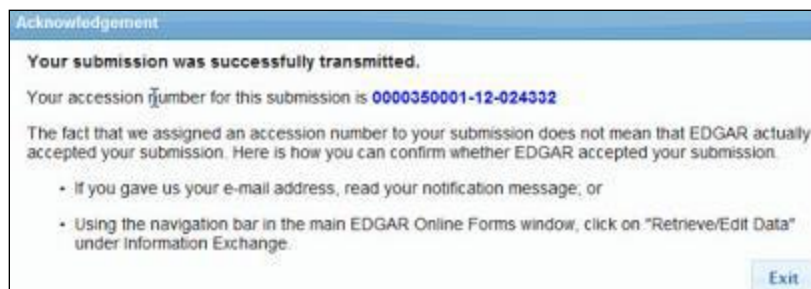 Acknowledgement
Your submission was successfully transmitted.
Your accession number for this submission is 0000350001-12-024332
The fact that we assigned an accession number to your submission does not mean that EDGAR actually
accepted your submission. Here is how you can confirm whether EDGAR accepted your submission.
• If you gave us your e-mail address, read your notification message; or
• Using the navigation bar in the main EDGAR Online Forms window, click on "Retrieve/Edit Data"
under Information Exchange.
Exit